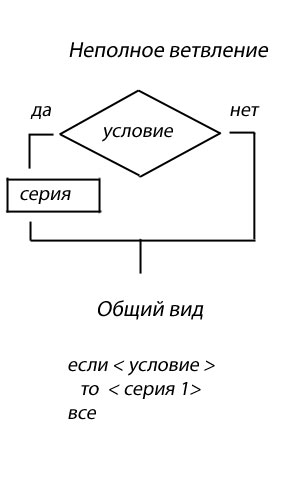 Неполное ветвление
да
нет
условие
серия
Общий вид
если < условие >
то < серия 1>
все